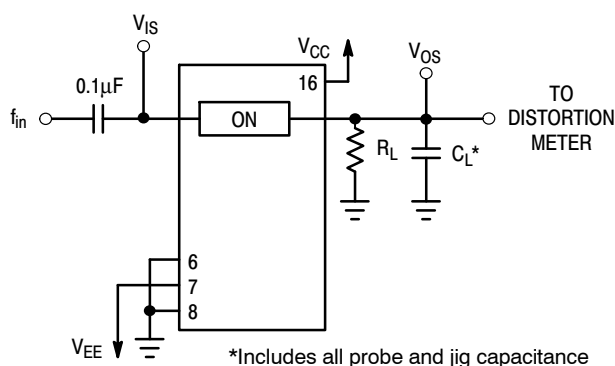 V_IS
V_CC
V_OS
16
0.1μF
f_in
ON
TO
DISTORTION
METER
R_L
C_L*
6
7
8
V_EE
*Includes all probe and jig capacitance